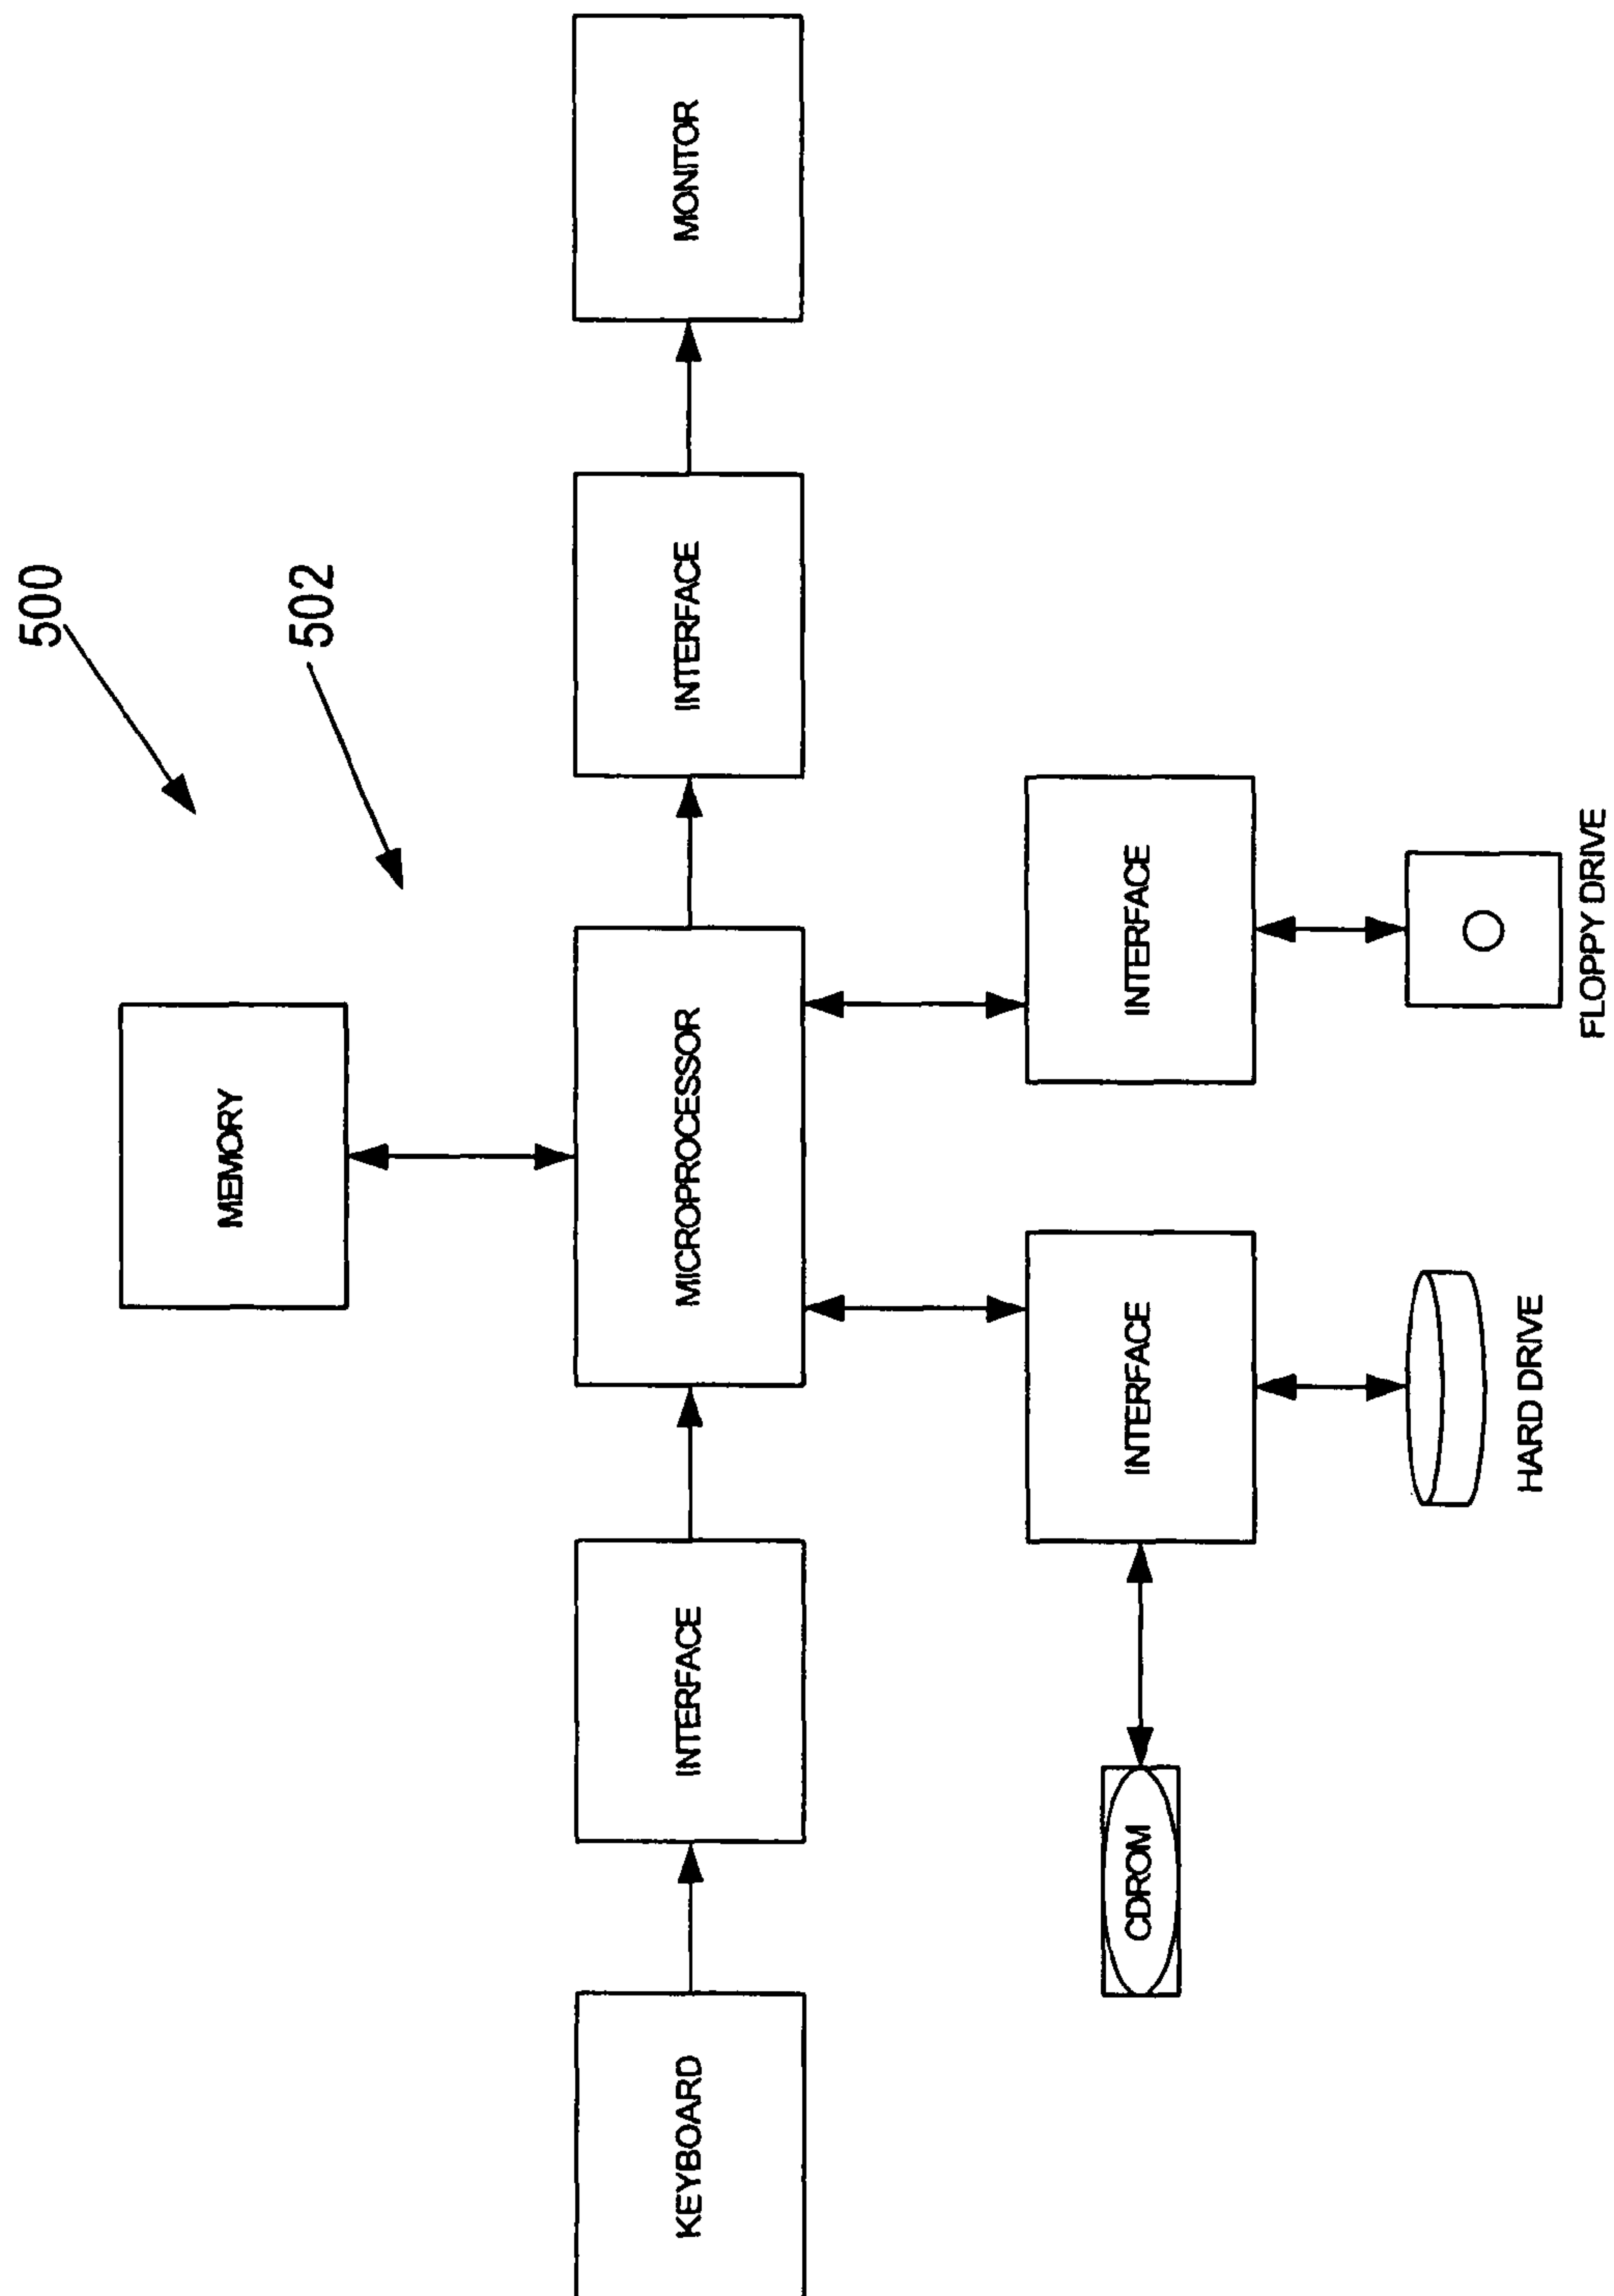 500
502
MEMORY
KEYBOARD
INTERFACE
MICROPROCESSOR
INTERFACE
MONITOR
CDROM
INTERFACE
INTERFACE
HARD DRIVE
FLOPPY DRIVE